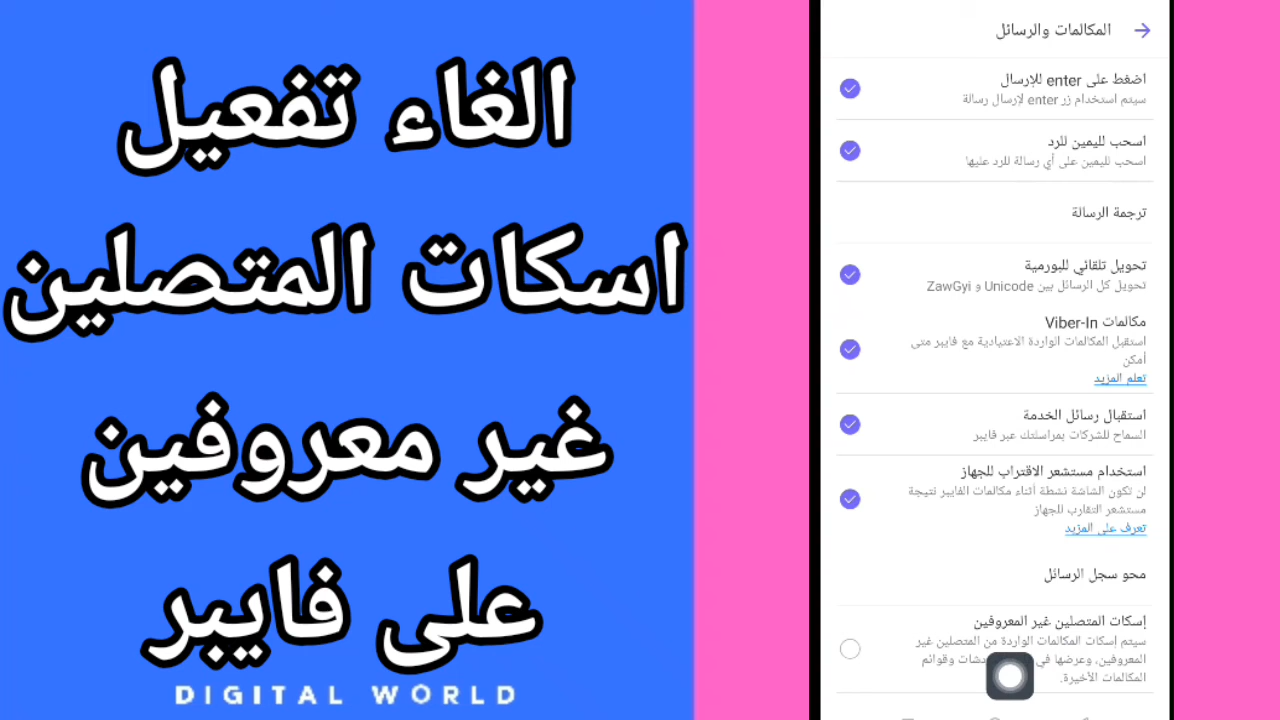 الغاء تفعيل
اسكات المتصلين
غير معروفين
على فايبر
DIGITAL WORLD
المكالمات والرسائل
اضغط على enter للإرسال
سيتم استخدام زر enter لإرسال رسالة
اسحب لليمين للرد
اسحب لليمين على أي رسالة للرد عليها
ترجمة الرسالة
تحويل تلقائي للبورمية
تحويل كل الرسائل بين Unicode و ZawGyi
مكالمات Viber-In
استقبل المكالمات الواردة الاعتيادية مع فايبر متى
أمكن
تعلم المزيد
استقبال رسائل الخدمة
السماح للشركات بمراسلتك عبر فايبر
استخدام مستشعر الاقتراب للجهاز
لن تكون الشاشة نشطة أثناء مكالمات الفايبر نتيجة
مستشعر التقارب للجهاز
تعرف على المزيد
محو سجل الرسائل
إسكات المتصلين غير المعروفين
سيتم إسكات المكالمات الواردة من المتصلين غير
المعروفين، وعرضها في دشات وقوائم
المكالمات الأخيرة.